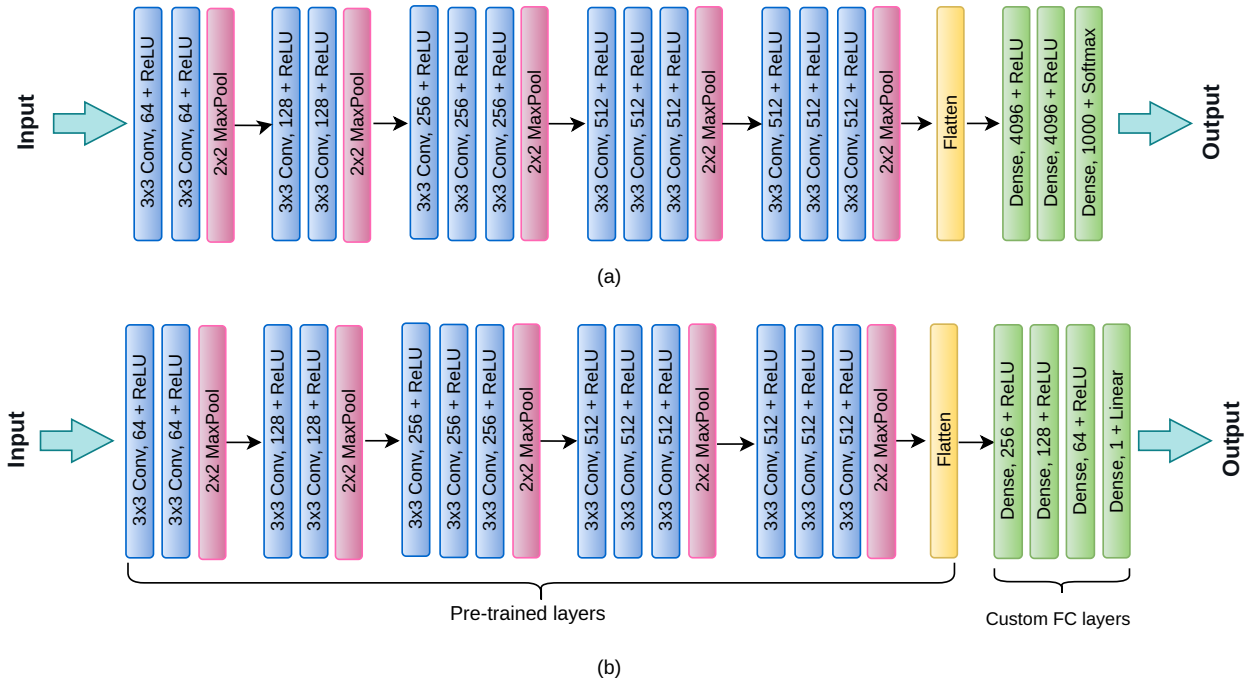 Input
3x3 Conv, 64 + ReLU
3x3 Conv, 64 + ReLU
2x2 MaxPool
3x3 Conv, 128 + ReLU
3x3 Conv, 128 + ReLU
2x2 MaxPool
3x3 Conv, 256 + ReLU
3x3 Conv, 256 + ReLU
3x3 Conv, 256 + ReLU
2x2 MaxPool
3x3 Conv, 512 + ReLU
3x3 Conv, 512 + ReLU
3x3 Conv, 512 + ReLU
2x2 MaxPool
3x3 Conv, 512 + ReLU
3x3 Conv, 512 + ReLU
3x3 Conv, 512 + ReLU
2x2 MaxPool
Flatten
Dense, 4096 + ReLU
Dense, 4096 + ReLU
Dense, 1000 + Softmax
Output
(a)
Input
3x3 Conv, 64 + ReLU
3x3 Conv, 64 + ReLU
2x2 MaxPool
3x3 Conv, 128 + ReLU
3x3 Conv, 128 + ReLU
2x2 MaxPool
3x3 Conv, 256 + ReLU
3x3 Conv, 256 + ReLU
3x3 Conv, 256 + ReLU
2x2 MaxPool
3x3 Conv, 512 + ReLU
3x3 Conv, 512 + ReLU
3x3 Conv, 512 + ReLU
2x2 MaxPool
3x3 Conv, 512 + ReLU
3x3 Conv, 512 + ReLU
3x3 Conv, 512 + ReLU
2x2 MaxPool
Flatten
Dense, 256 + ReLU
Dense, 128 + ReLU
Dense, 64 + ReLU
Dense, 1 + Linear
Output
Pre-trained layers
Custom FC layers
(b)